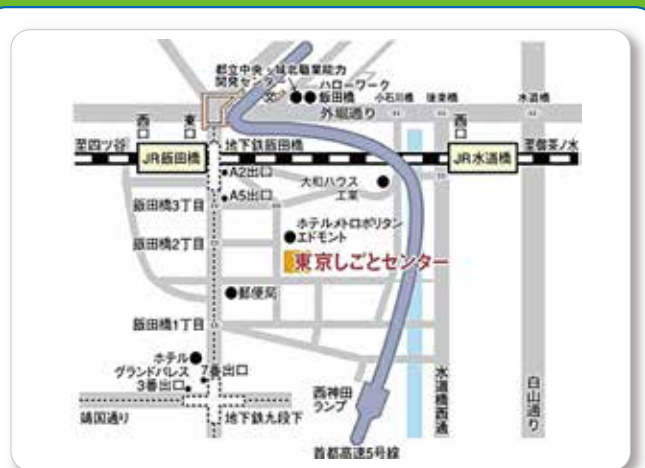 都立中央・城北職業能力
開発センター
ハローワーク
飯田橋
小石川橋
後楽橋
水道橋
外堀通り
西口
東口
西口
至四ツ谷
JR飯田橋
地下鉄飯田橋
JR水道橋
至御茶ノ水
A2出口
大和ハウス
工業
A5出口
飯田橋3丁目
ホテルメトロポリタン
エドモント
飯田橋2丁目
東京しごとセンター
郵便局
飯田橋1丁目
ホテル
グランドパレス
7番出口
3番出口
西神田
ランプ
水道橋西通
白山通り
靖国通り
地下鉄九段下
首都高速5号線